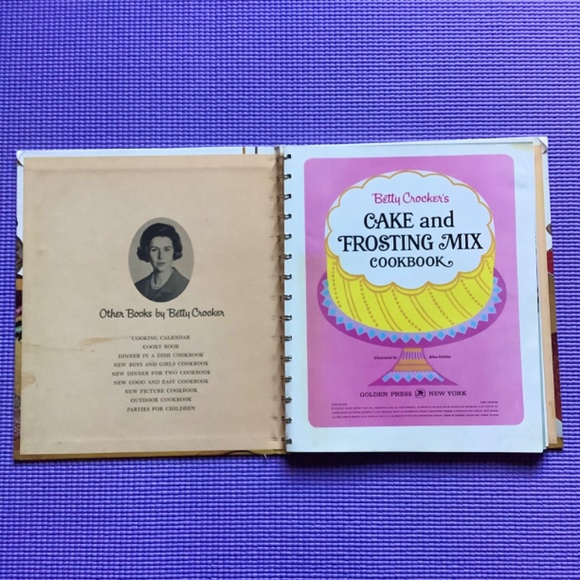 Other Books by Betty Crocker
COOKING CALENDAR
COOKY BOOK
DINNER IN A DISH COOKBOOK
NEW BOYS AND GIRLS COOKBOOK
NEW DINNER FOR TWO COOKBOOK
NEW GOOD AND EASY COOKBOOK
NEW PICTURE COOKBOOK
OUTDOOR COOKBOOK
PARTIES FOR CHILDREN
Betty Crocker's
CAKE and
FROSTING MIX
COOKBOOK
Illustrated by
GOLDEN PRESS NEW YORK